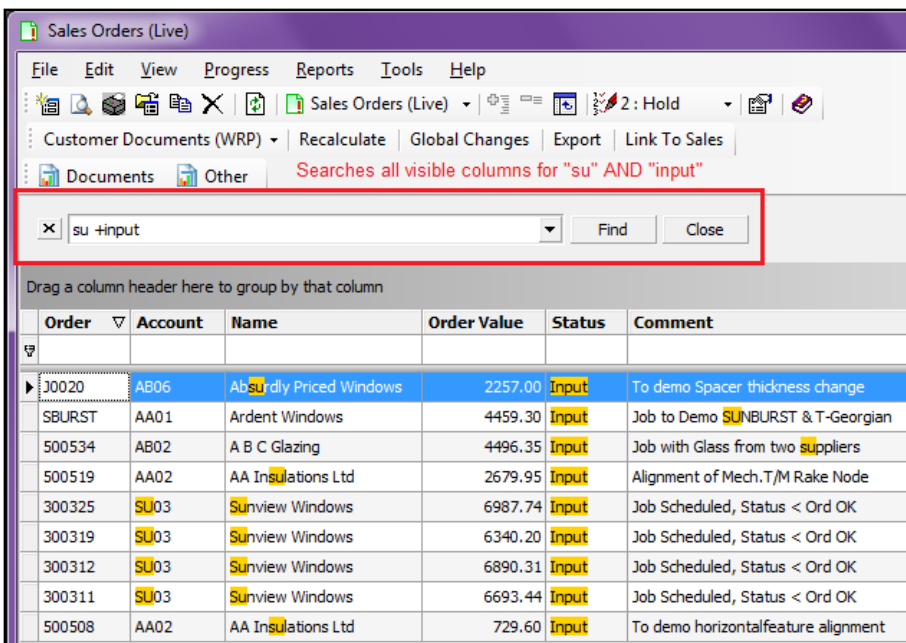 Sales Orders (Live)
File Edit View Progress Reports Tools Help
Sales Orders (Live) 2 : Hold
Customer Documents (WRP) Recalculate Global Changes Export Link To Sales
Documents Other Searches all visible columns for "su" AND "input"
su +input Find Close
Drag a column header here to group by that column
Order Account Name Order Value Status Comment
J0020 AB06 Absurdly Priced Windows 2257.00 Input To demo Spacer thickness change
SBURST AA01 Ardent Windows 4459.30 Input Job to Demo SUNBURST & T-Georgian
500534 AB02 A B C Glazing 4496.35 Input Job with Glass from two suppliers
500519 AA02 AA Insulations Ltd 2679.95 Input Alignment of Mech.T/M Rake Node
300325 SU03 Sunview Windows 6987.74 Input Job Scheduled, Status < Ord OK
300319 SU03 Sunview Windows 6340.20 Input Job Scheduled, Status < Ord OK
300312 SU03 Sunview Windows 6890.31 Input Job Scheduled, Status < Ord OK
300311 SU03 Sunview Windows 6693.44 Input Job Scheduled, Status < Ord OK
500508 AA02 AA Insulations Ltd 729.60 Input To demo horizontalfeature alignment